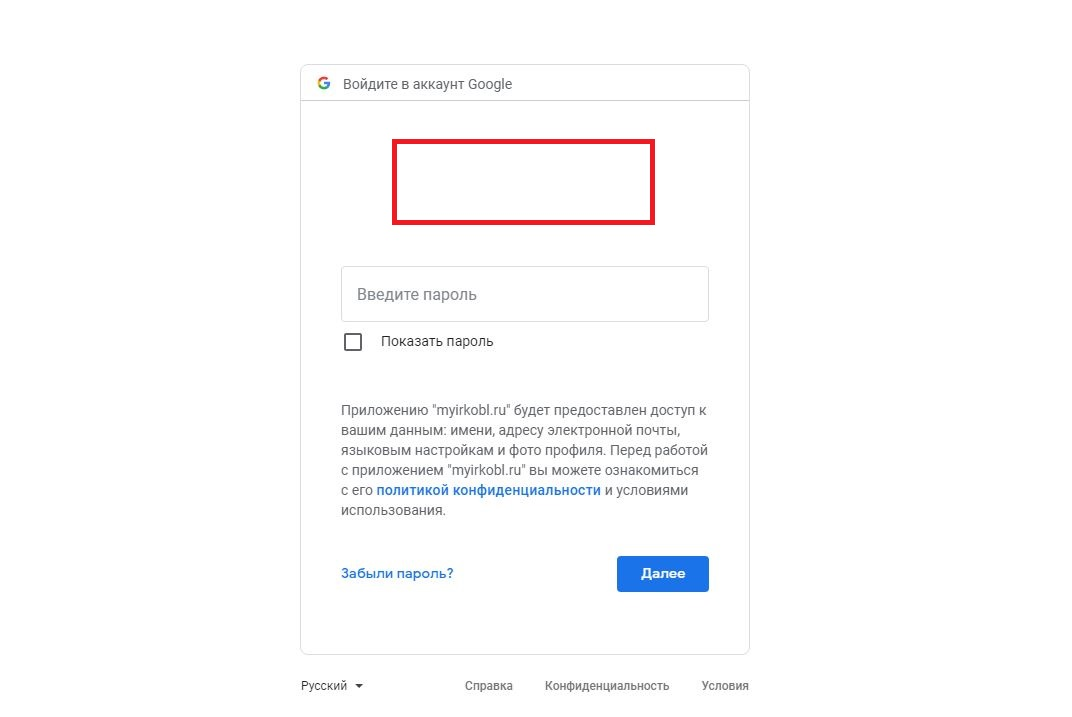 Войдите в аккаунт Google
Введите пароль
Показать пароль
Приложению "myirkobl.ru" будет предоставлен доступ к
вашим данным: имени, адресу электронной почты,
языковым настройкам и фото профиля. Перед работой
с приложением "myirkobl.ru" вы можете ознакомиться
с его политикой конфиденциальности и условиями
использования.
Забыли пароль?
Далее
Русский
Справка
Конфиденциальность
Условия